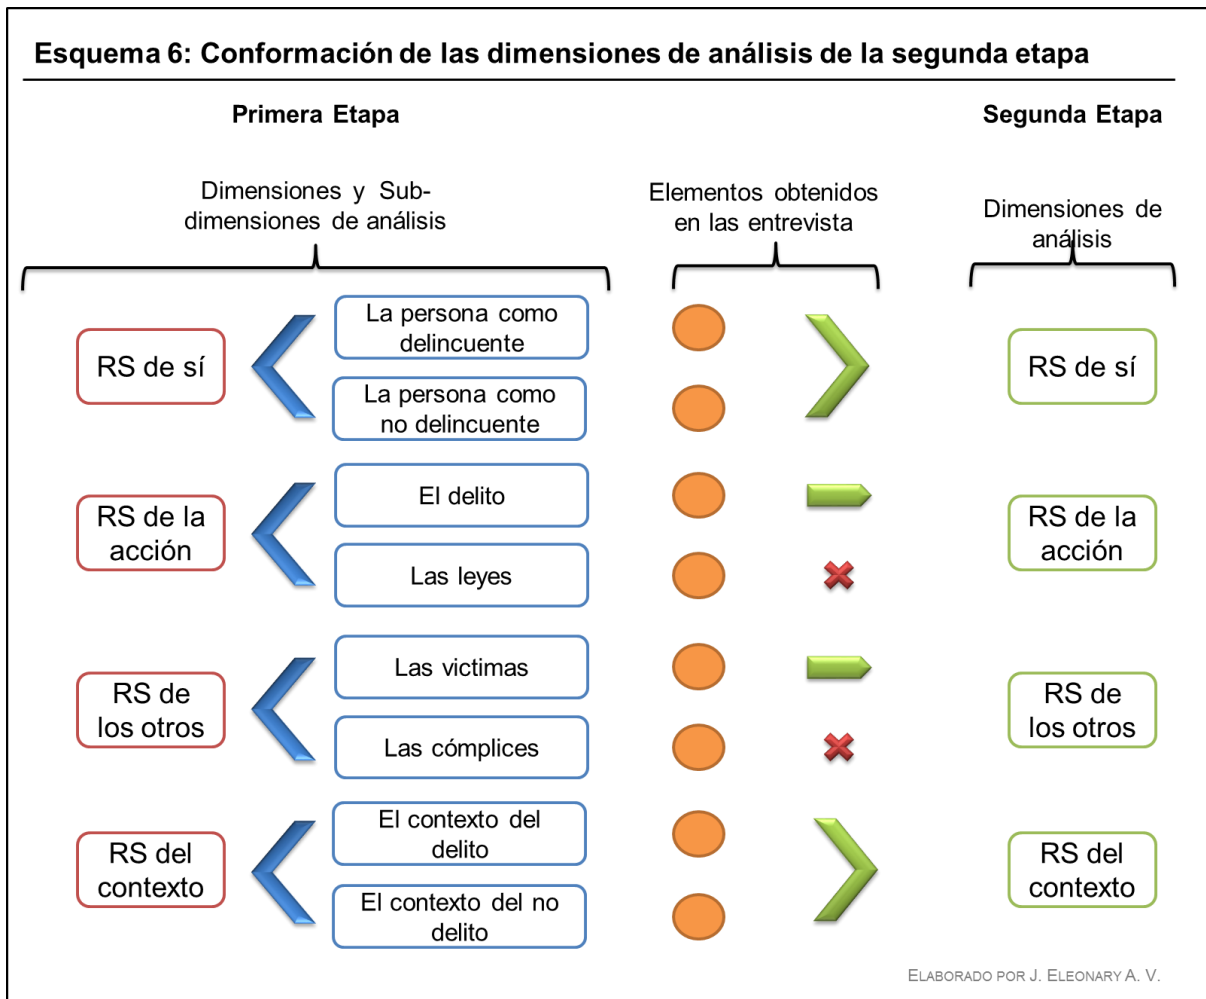 Esquema 6: Conformación de las dimensiones de análisis de la segunda etapa
Primera Etapa
Segunda Etapa
Dimensiones y Sub-
dimensiones de análisis
Elementos obtenidos
en las entrevista
Dimensiones de
análisis
RS de sí
La persona como
delincuente
La persona como
no delincuente
RS de sí
RS de la
acción
El delito
Las leyes
RS de la
acción
RS de
los otros
Las victimas
Las cómplices
RS de
los otros
RS del
contexto
El contexto del
delito
El contexto del no
delito
RS del
contexto
ELABORADO POR J. ELEONARY A. V.